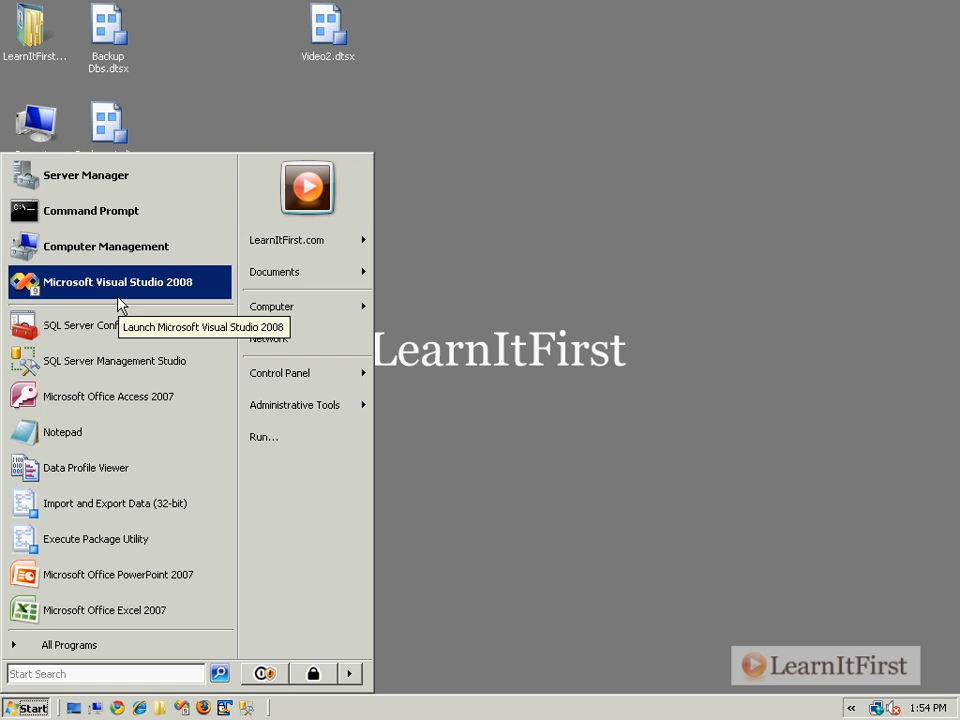 LearnItFirst...
Backup
Dbs.dtsx
Video2.dtsx
Server Manager
Command Prompt
Computer Management
Microsoft Visual Studio 2008
SQL Server Conf
Launch Microsoft Visual Studio 2008
SQL Server Management Studio
Microsoft Office Access 2007
Notepad
Data Profile Viewer
Import and Export Data (32-bit)
Execute Package Utility
Microsoft Office PowerPoint 2007
Microsoft Office Excel 2007
All Programs
Start Search
LearnItFirst.com
Documents
Computer
Network
Control Panel
Administrative Tools
Run...
LearnItFirst
LearnItFirst
Start
1:54 PM